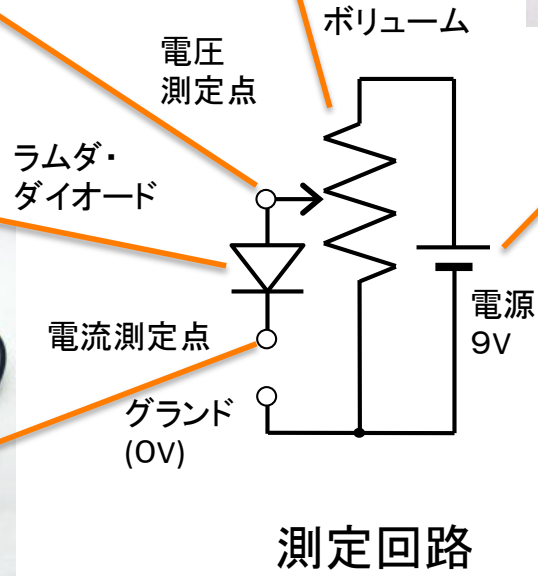 ボリューム
電圧
測定点
ラムダ・
ダイオード
電流測定点
電源
9V
グランド
(0V)
測定回路